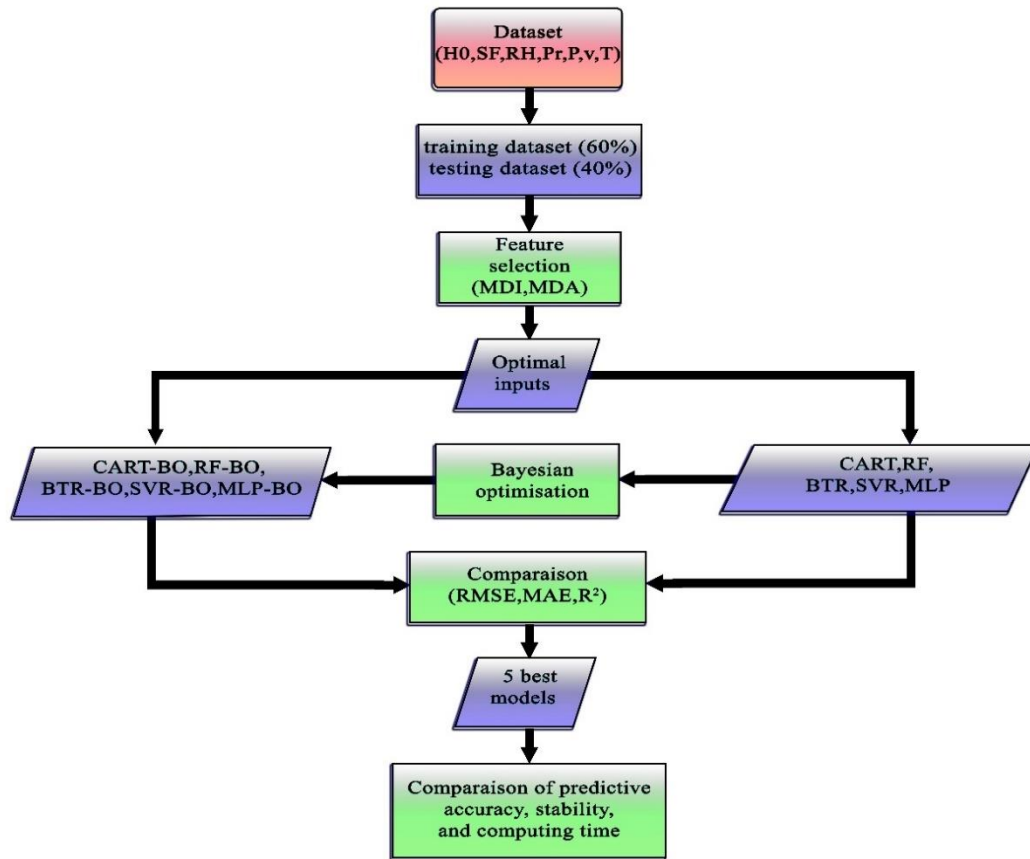 Dataset
(H0,SF,RH,Pr,P,v,T)
training dataset (60%)
testing dataset (40%)
Feature
selection
(MDI,MDA)
Optimal
inputs
CART-BO,RF-BO,
BTR-BO,SVR-BO,MLP-BO
Bayesian
optimisation
CART,RF,
BTR,SVR,MLP
Comparaison
(RMSE,MAE,R²)
5 best
models
Comparaison of predictive
accuracy, stability,
and computing time